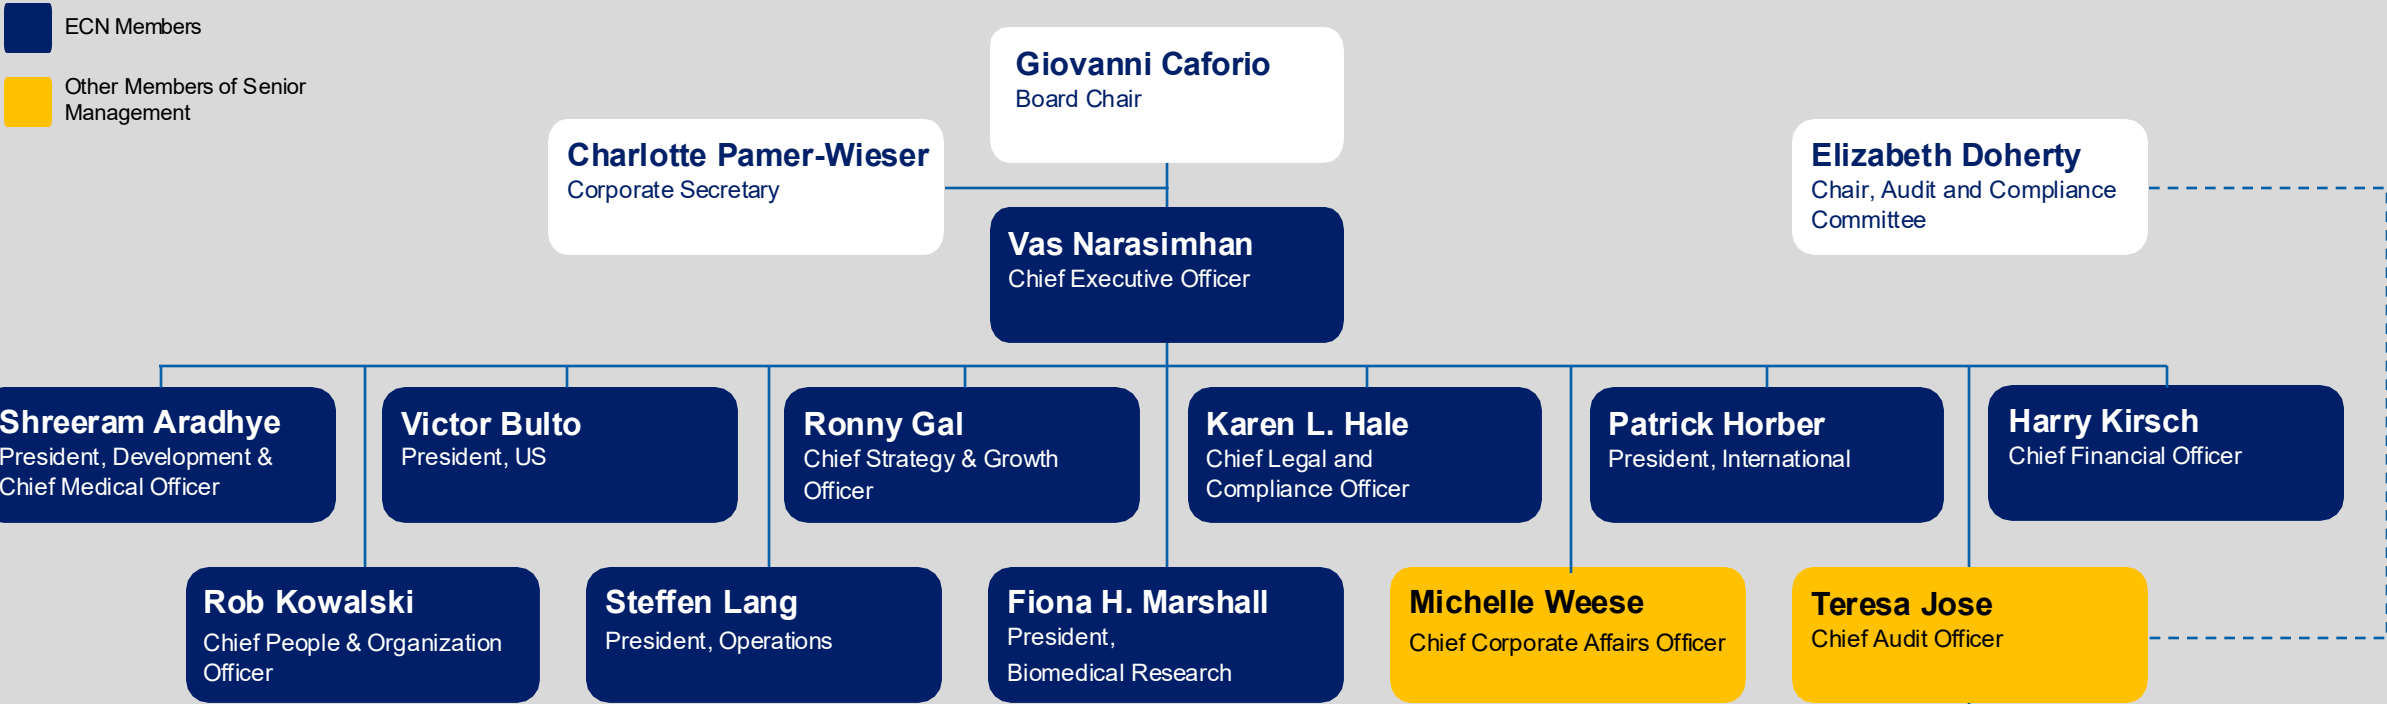 ECN Members
Other Members of Senior
Management
Giovanni Caforio
Board Chair
Charlotte Pamer-Wieser
Corporate Secretary
Elizabeth Doherty
Chair, Audit and Compliance
Committee
Vas Narasimhan
Chief Executive Officer
Shreeram Aradhye
President, Development &
Chief Medical Officer
Victor Bulto
President, US
Ronny Gal
Chief Strategy & Growth
Officer
Karen L. Hale
Chief Legal and
Compliance Officer
Patrick Horber
President, International
Harry Kirsch
Chief Financial Officer
Rob Kowalski
Chief People & Organization
Officer
Steffen Lang
President, Operations
Fiona H. Marshall
President,
Biomedical Research
Michelle Weese
Chief Corporate Affairs Officer
Teresa Jose
Chief Audit Officer